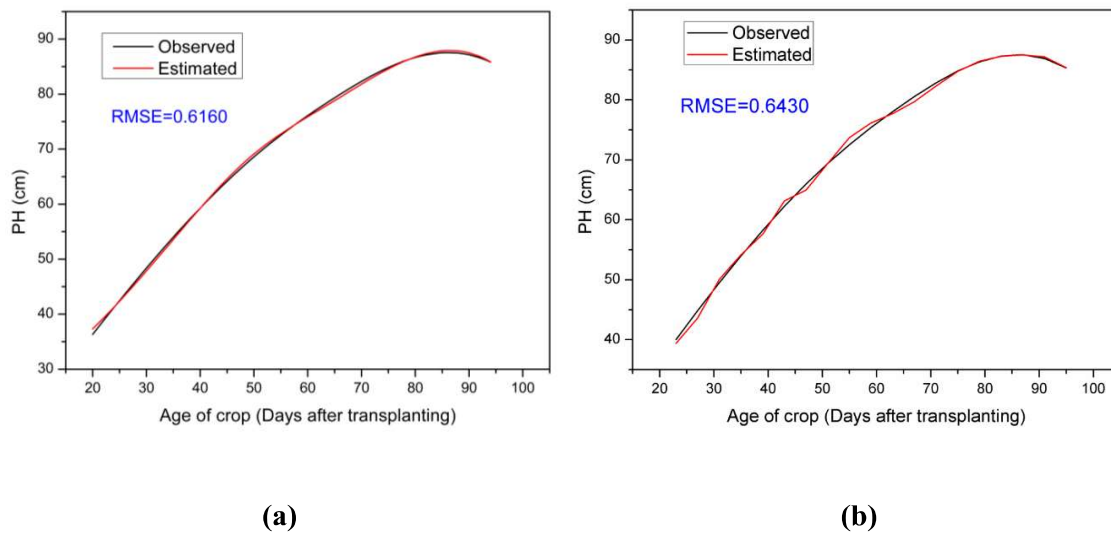 90
80
70
60
50
40
30
PH (cm)
Observed
Estimated
RMSE=0.6160
20 30 40 50 60 70 80 90 100
Age of crop (Days after transplanting)
(a)
90
80
70
60
50
40
PH (cm)
Observed
Estimated
RMSE=0.6430
20 30 40 50 60 70 80 90 100
Age of crop (Days after transplanting)
(b)